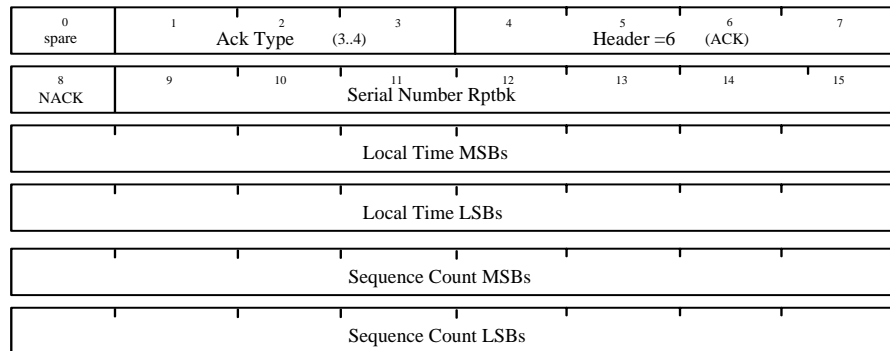 0 1 2 3 4 5 6 7
spare Ack Type (3..4) Header =6 (ACK)
8 9 10 11 12 13 14 15
NACK Serial Number Rptbk
Local Time MSBs
Local Time LSBs
Sequence Count MSBs
Sequence Count LSBs